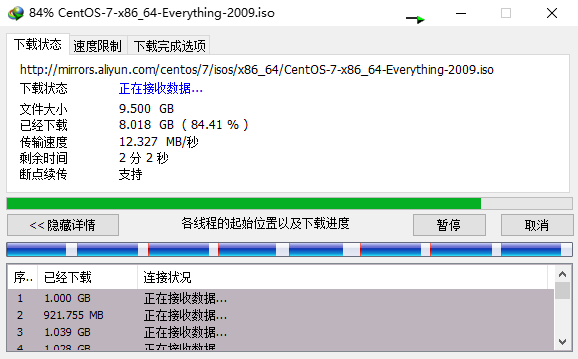 84% CentOS-7-x86_64-Everything-2009.iso
下载状态 速度限制 下载完成选项
http://mirrors.aliyun.com/centos/7/isos/x86_64/CentOS-7-x86_64-Everything-2009.iso
下载状态 正在接收数据...
文件大小 9.500 GB
已经下载 8.018 GB ( 84.41 % )
传输速度 12.327 MB/秒
剩余时间 2 分 2 秒
断点续传 支持
<< 隐藏详情 各线程的起始位置以及下载进度 暂停 取消
序.. 已经下载 连接状况
1 1.000 GB 正在接收数据...
2 921.755 MB 正在接收数据...
3 1.039 GB 正在接收数据...
4 1.028 GB 正在接收数据...